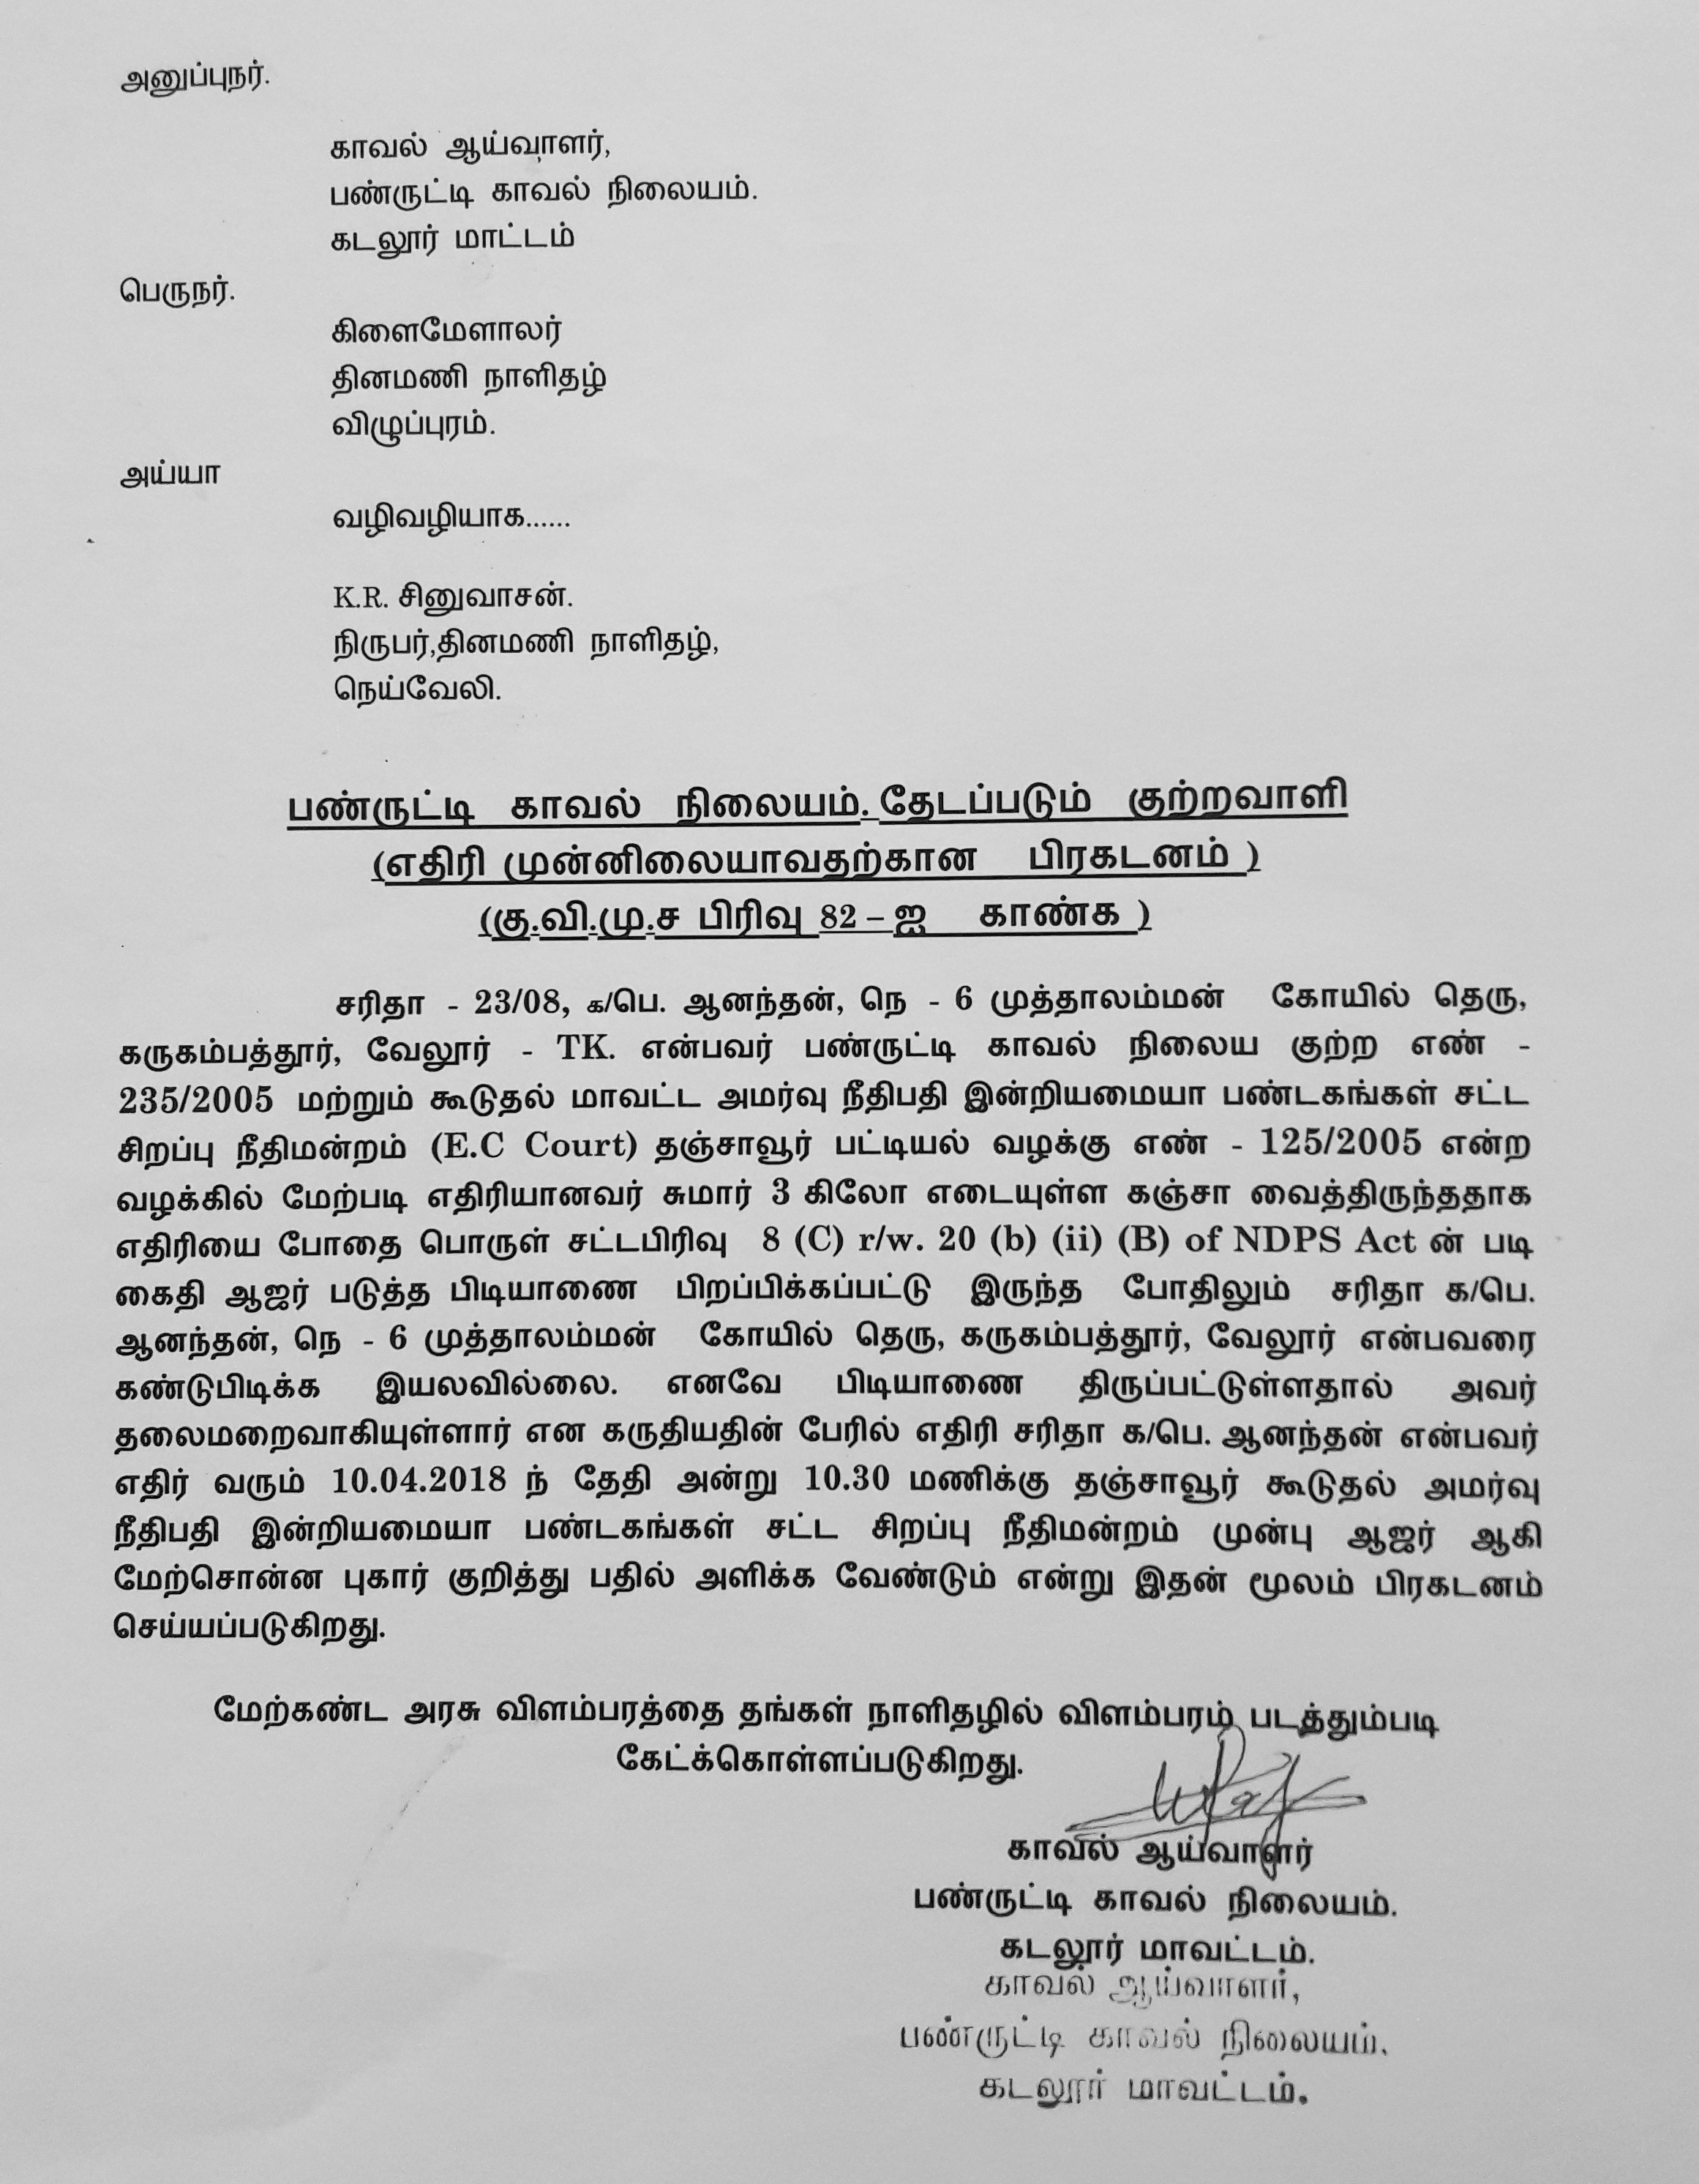 அனுப்புநர்.
காவல் ஆய்வாளர்,
பண்ருட்டி காவல் நிலையம்.
கடலூர் மாட்டம்
பெருநர்.
கிளைமேளாலர்
தினமணி நாளிதழ்
விழுப்புரம்.
அய்யா
வழிவழியாக......
K.R. சினுவாசன்.
நிருபர்,தினமணி நாளிதழ்,
நெய்வேலி.
பண்ருட்டி காவல் நிலையம். தேடப்படும் குற்றவாளி
(எதிரி முன்னிலையாவதற்கான பிரகடனம் )
(கு.வி.மு.ச பிரிவு 82 – ஐ காண்க )
சரிதா - 23/08, க/பெ. ஆனந்தன், நெ - 6 முத்தாலம்மன் கோயில் தெரு,
கருகம்பத்தூர், வேலூர் - TK. என்பவர் பண்ருட்டி காவல் நிலைய குற்ற எண் -
235/2005 மற்றும் கூடுதல் மாவட்ட அமர்வு நீதிபதி இன்றியமையா பண்டகங்கள் சட்ட
சிறப்பு நீதிமன்றம் (E.C Court) தஞ்சாவூர் பட்டியல் வழக்கு எண் - 125/2005 என்ற
வழக்கில் மேற்படி எதிரியானவர் சுமார் 3 கிலோ எடையுள்ள கஞ்சா வைத்திருந்ததாக
எதிரியை போதை பொருள் சட்டபிரிவு 8 (C) r/w. 20 (b) (ii) (B) of NDPS Act ன் படி
கைதி ஆஜர் படுத்த பிடியாணை பிறப்பிக்கப்பட்டு இருந்த போதிலும் சரிதா க/பெ.
ஆனந்தன், நெ - 6 முத்தாலம்மன் கோயில் தெரு, கருகம்பத்தூர், வேலூர் என்பவரை
கண்டுபிடிக்க இயலவில்லை. எனவே பிடியாணை திருப்பட்டுள்ளதால் அவர்
தலைமறைவாகியுள்ளார் என கருதியதின் பேரில் எதிரி சரிதா க/பெ. ஆனந்தன் என்பவர்
எதிர் வரும் 10.04.2018 ந் தேதி அன்று 10.30 மணிக்கு தஞ்சாவூர் கூடுதல் அமர்வு
நீதிபதி இன்றியமையா பண்டகங்கள் சட்ட சிறப்பு நீதிமன்றம் முன்பு ஆஜர் ஆகி
மேற்சொன்ன புகார் குறித்து பதில் அளிக்க வேண்டும் என்று இதன் மூலம் பிரகடனம்
செய்யப்படுகிறது.
மேற்கண்ட அரசு விளம்பரத்தை தங்கள் நாளிதழில் விளம்பரம் படத்தும்படி
கேட்க்கொள்ளப்படுகிறது.
காவல் ஆய்வாளர்
பண்ருட்டி காவல் நிலையம்.
கடலூர் மாவட்டம்.
காவல் ஆய்வாளர்,
பண்ருட்டி காவல் நிலையம்.
கடலூர் மாவட்டம்.